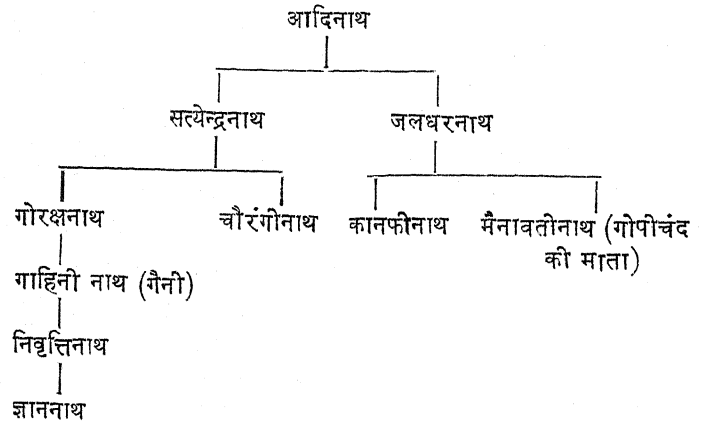 आदिनाथ
सत्येन्द्रनाथ जलधरनाथ
गोरक्षनाथ चौरंगीनाथ कानफीनाथ मैनावतीनाथ (गोपीचंद
की माता)
गाहिनी नाथ (गैनी)
निवृत्तिनाथ
ज्ञाननाथ